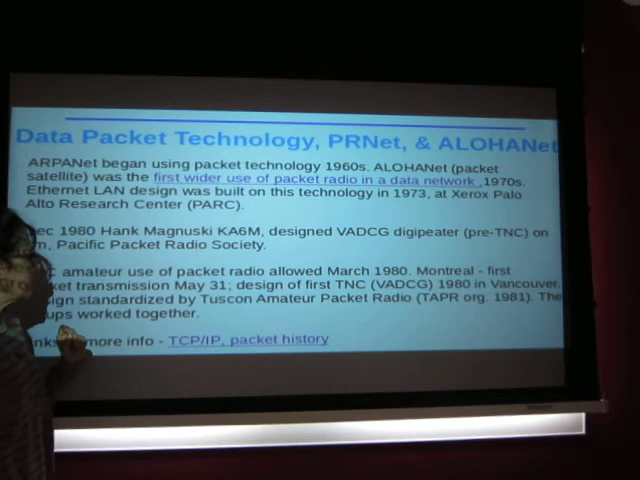 Data Packet Technology, PRNet, & ALOHANet
ARPANet began using packet technology 1960s. ALOHANet (packet
satellite) was the first wider use of packet radio in a data network ,1970s.
Ethernet LAN design was built on this technology in 1973, at Xerox Palo
Alto Research Center (PARC).
1980 Hank Magnuski KA6M, designed VADCG digipeater (pre-TNC) on
Pacific Packet Radio Society.
amateur use of packet radio allowed March 1980. Montreal - first
transmission May 31; design of first TNC (VADCG) 1980 in Vancouver.
standardized by Tuscon Amateur Packet Radio (TAPR org. 1981). The
worked together.
more info - TCP/IP, packet history